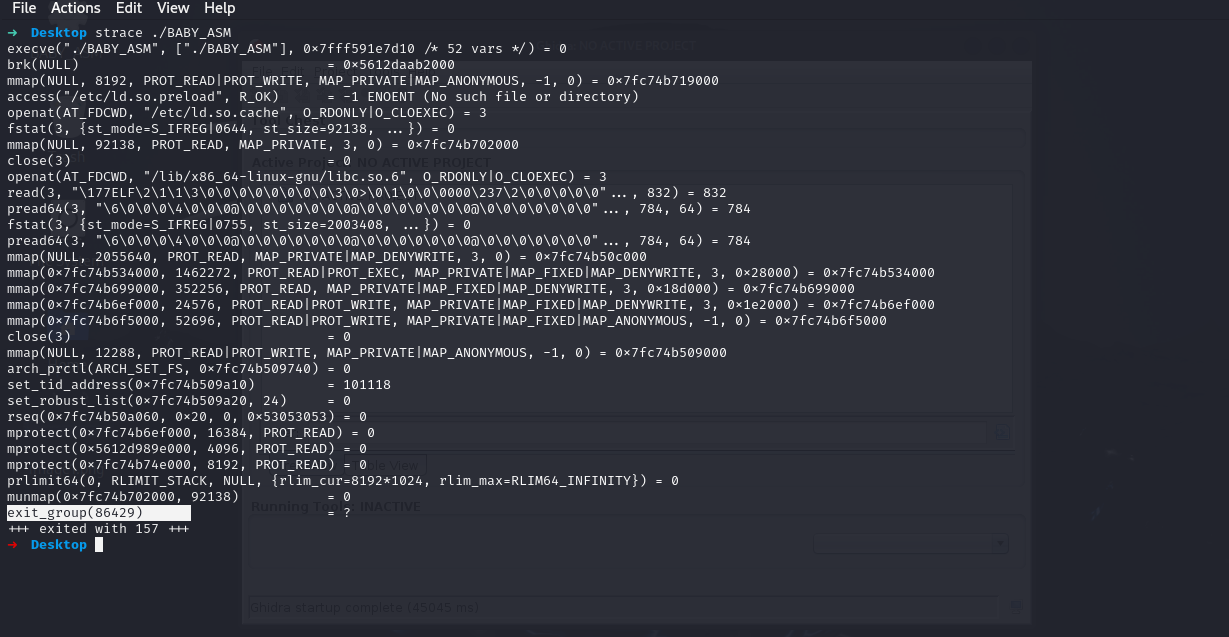 File Actions Edit View Help
→ Desktop strace ./BABY_ASM
execve("./BABY_ASM", ["./BABY_ASM"], 0×7fff591e7d10 /* 52 vars */) = 0
brk(NULL) = 0×5612daab2000
mmap(NULL, 8192, PROT_READ|PROT_WRITE, MAP_PRIVATE|MAP_ANONYMOUS, -1, 0) = 0×7fc74b719000
access("/etc/ld.so.preload", R_OK) = -1 ENOENT (No such file or directory)
openat(AT_FDCWD, "/etc/ld.so.cache", O_RDONLY|O_CLOEXEC) = 3
fstat(3, {st_mode=S_IFREG|0644, st_size=92138, ...}) = 0
mmap(NULL, 92138, PROT_READ, MAP_PRIVATE, 3, 0) = 0×7fc74b702000
close(3) = 0
Active Project: NO ACTIVE PROJECT
openat(AT_FDCWD, "/lib/x86_64-linux-gnu/libc.so.6", O_RDONLY|O_CLOEXEC) = 3
read(3, "\177ELF\2\1\1\3\0\0\0\0\0\0\0\0\3\0>\0\1\0\0\0000\237\2\0\0\0\0\0"..., 832) = 832
pread64(3, "\6\0\0\0\4\0\0\0@\0\0\0\0\0\0\0@\0\0\0\0\0\0\0@\0\0\0\0\0\0\0"..., 784, 64) = 784
fstat(3, {st_mode=S_IFREG|0755, st_size=2003408, ...}) = 0
pread64(3, "\6\0\0\0\4\0\0\0@\0\0\0\0\0\0\0@\0\0\0\0\0\0\0@\0\0\0\0\0\0\0"..., 784, 64) = 784
mmap(NULL, 2055640, PROT_READ, MAP_PRIVATE|MAP_DENYWRITE, 3, 0) = 0×7fc74b50c000
mmap(0×7fc74b534000, 1462272, PROT_READ|PROT_EXEC, MAP_PRIVATE|MAP_FIXED|MAP_DENYWRITE, 3, 0×28000) = 0×7fc74b534000
mmap(0×7fc74b699000, 352256, PROT_READ, MAP_PRIVATE|MAP_FIXED|MAP_DENYWRITE, 3, 0×18d000) = 0×7fc74b699000
mmap(0×7fc74b6ef000, 24576, PROT_READ|PROT_WRITE, MAP_PRIVATE|MAP_FIXED|MAP_DENYWRITE, 3, 0×1e2000) = 0×7fc74b6ef000
mmap(0×7fc74b6f5000, 52696, PROT_READ|PROT_WRITE, MAP_PRIVATE|MAP_FIXED|MAP_ANONYMOUS, -1, 0) = 0×7fc74b6f5000
close(3) = 0
mmap(NULL, 12288, PROT_READ|PROT_WRITE, MAP_PRIVATE|MAP_ANONYMOUS, -1, 0) = 0×7fc74b509000
arch_prctl(ARCH_SET_FS, 0×7fc74b509740) = 0
set_tid_address(0×7fc74b509a10) = 101118
set_robust_list(0×7fc74b509a20, 24) = 0
rseq(0×7fc74b50a060, 0×20, 0, 0×53053053) = 0
mprotect(0×7fc74b6ef000, 16384, PROT_READ) = 0
mprotect(0×5612d989e000, 4096, PROT_READ) = 0
mprotect(0×7fc74b74e000, 8192, PROT_READ) = 0
View
prlimit64(0, RLIMIT_STACK, NULL, {rlim_cur=8192*1024, rlim_max=RLIM64_INFINITY}) = 0
munmap(0×7fc74b702000, 92138) = 0
Running Tools: INACTIVE
exit_group(86429) = ?
+++ exited with 157 +++
→ Desktop
Ghidra startup complete (45045 ms)